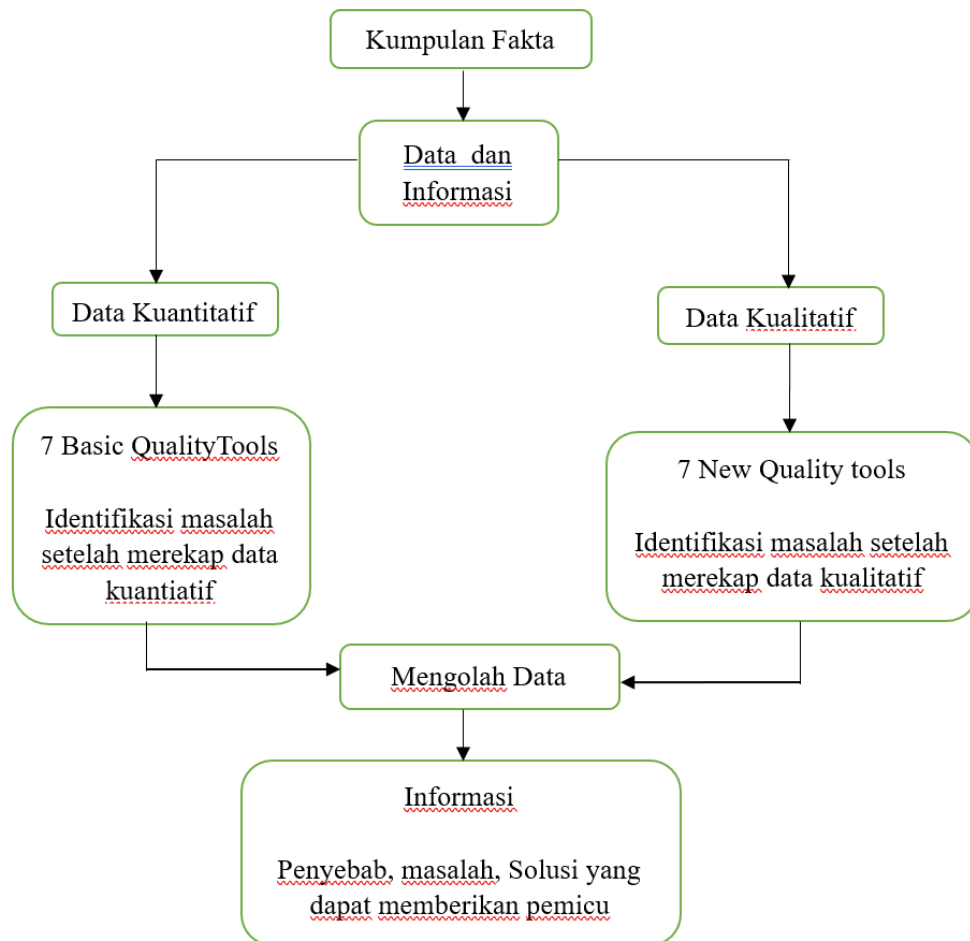 Kumpulan Fakta
Data dan
Informasi
Data Kuantitatif
Data Kualitatif
7 Basic QualityTools
Identifikasi masalah
setelah merekap data
kuantiatif
7 New Quality tools
Identifikasi masalah setelah
merekap data kualitatif
Mengolah Data
Informasi
Penyebab, masalah, Solusi yang
dapat memberikan pemicu